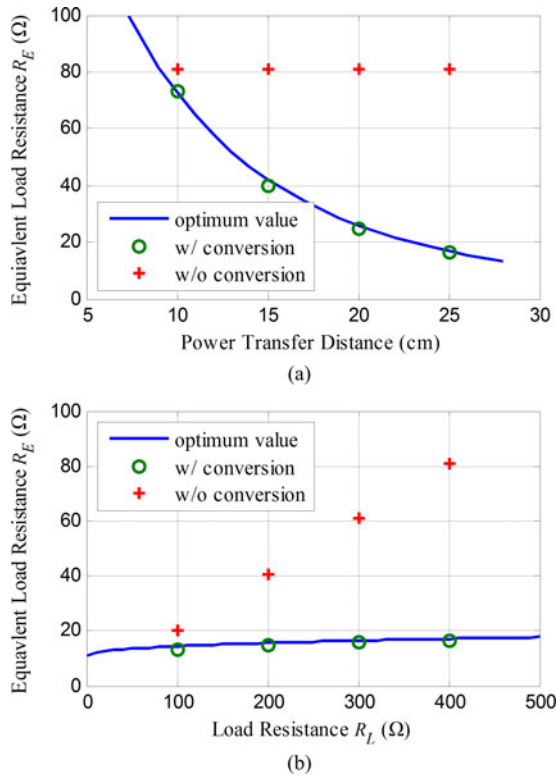 100
80
60
40
20
0
Equiavlent Load Resistance R_E (Ω)
optimum value
w/ conversion
w/o conversion
5 10 15 20 25 30
Power Transfer Distance (cm)
(a)
100
80
60
40
20
0
Equavlent Load Resistance R_E (Ω)
optimum value
w/ conversion
w/o conversion
0 100 200 300 400 500
Load Resistance R_L (Ω)
(b)